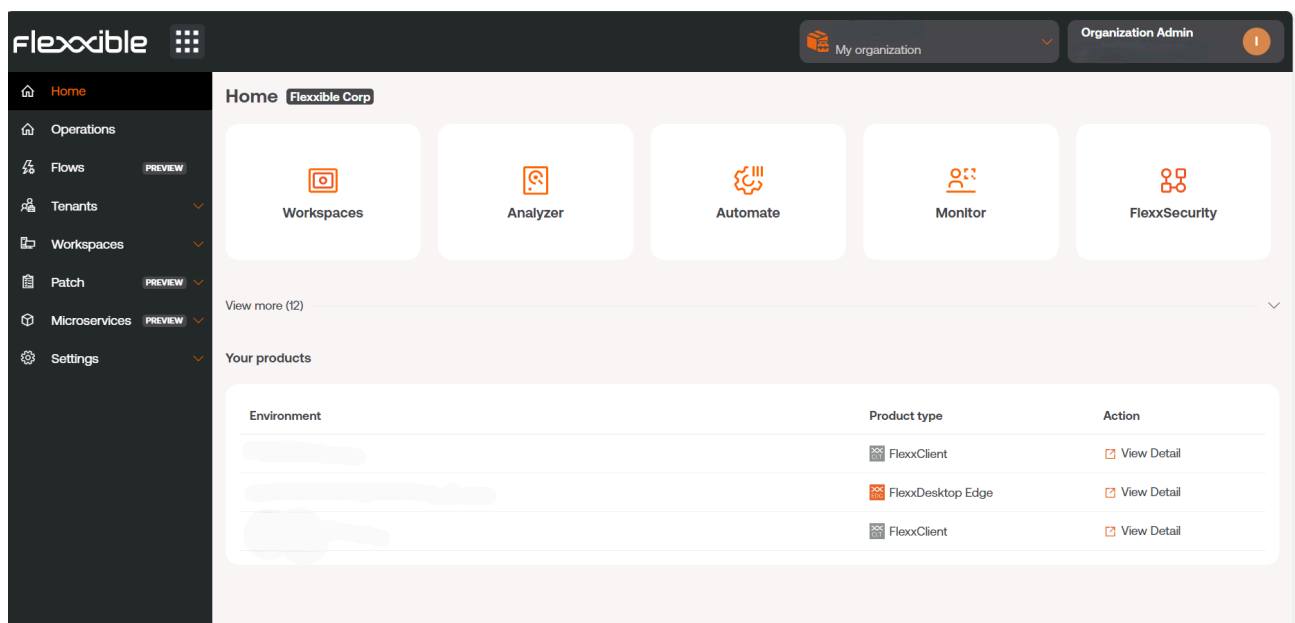 Flexxible
My organization
Organization Admin
I
Home
Operations
Flows PREVIEW
Tenants
Workspaces
Patch PREVIEW
Microservices PREVIEW
Settings
Home Flexxible Corp
Workspaces
Analyzer
Automate
Monitor
FlexxSecurity
View more (12)
Your products
Environment Product type Action
FlexxClient View Detail
FlexxDesktop Edge View Detail
FlexxClient View Detail